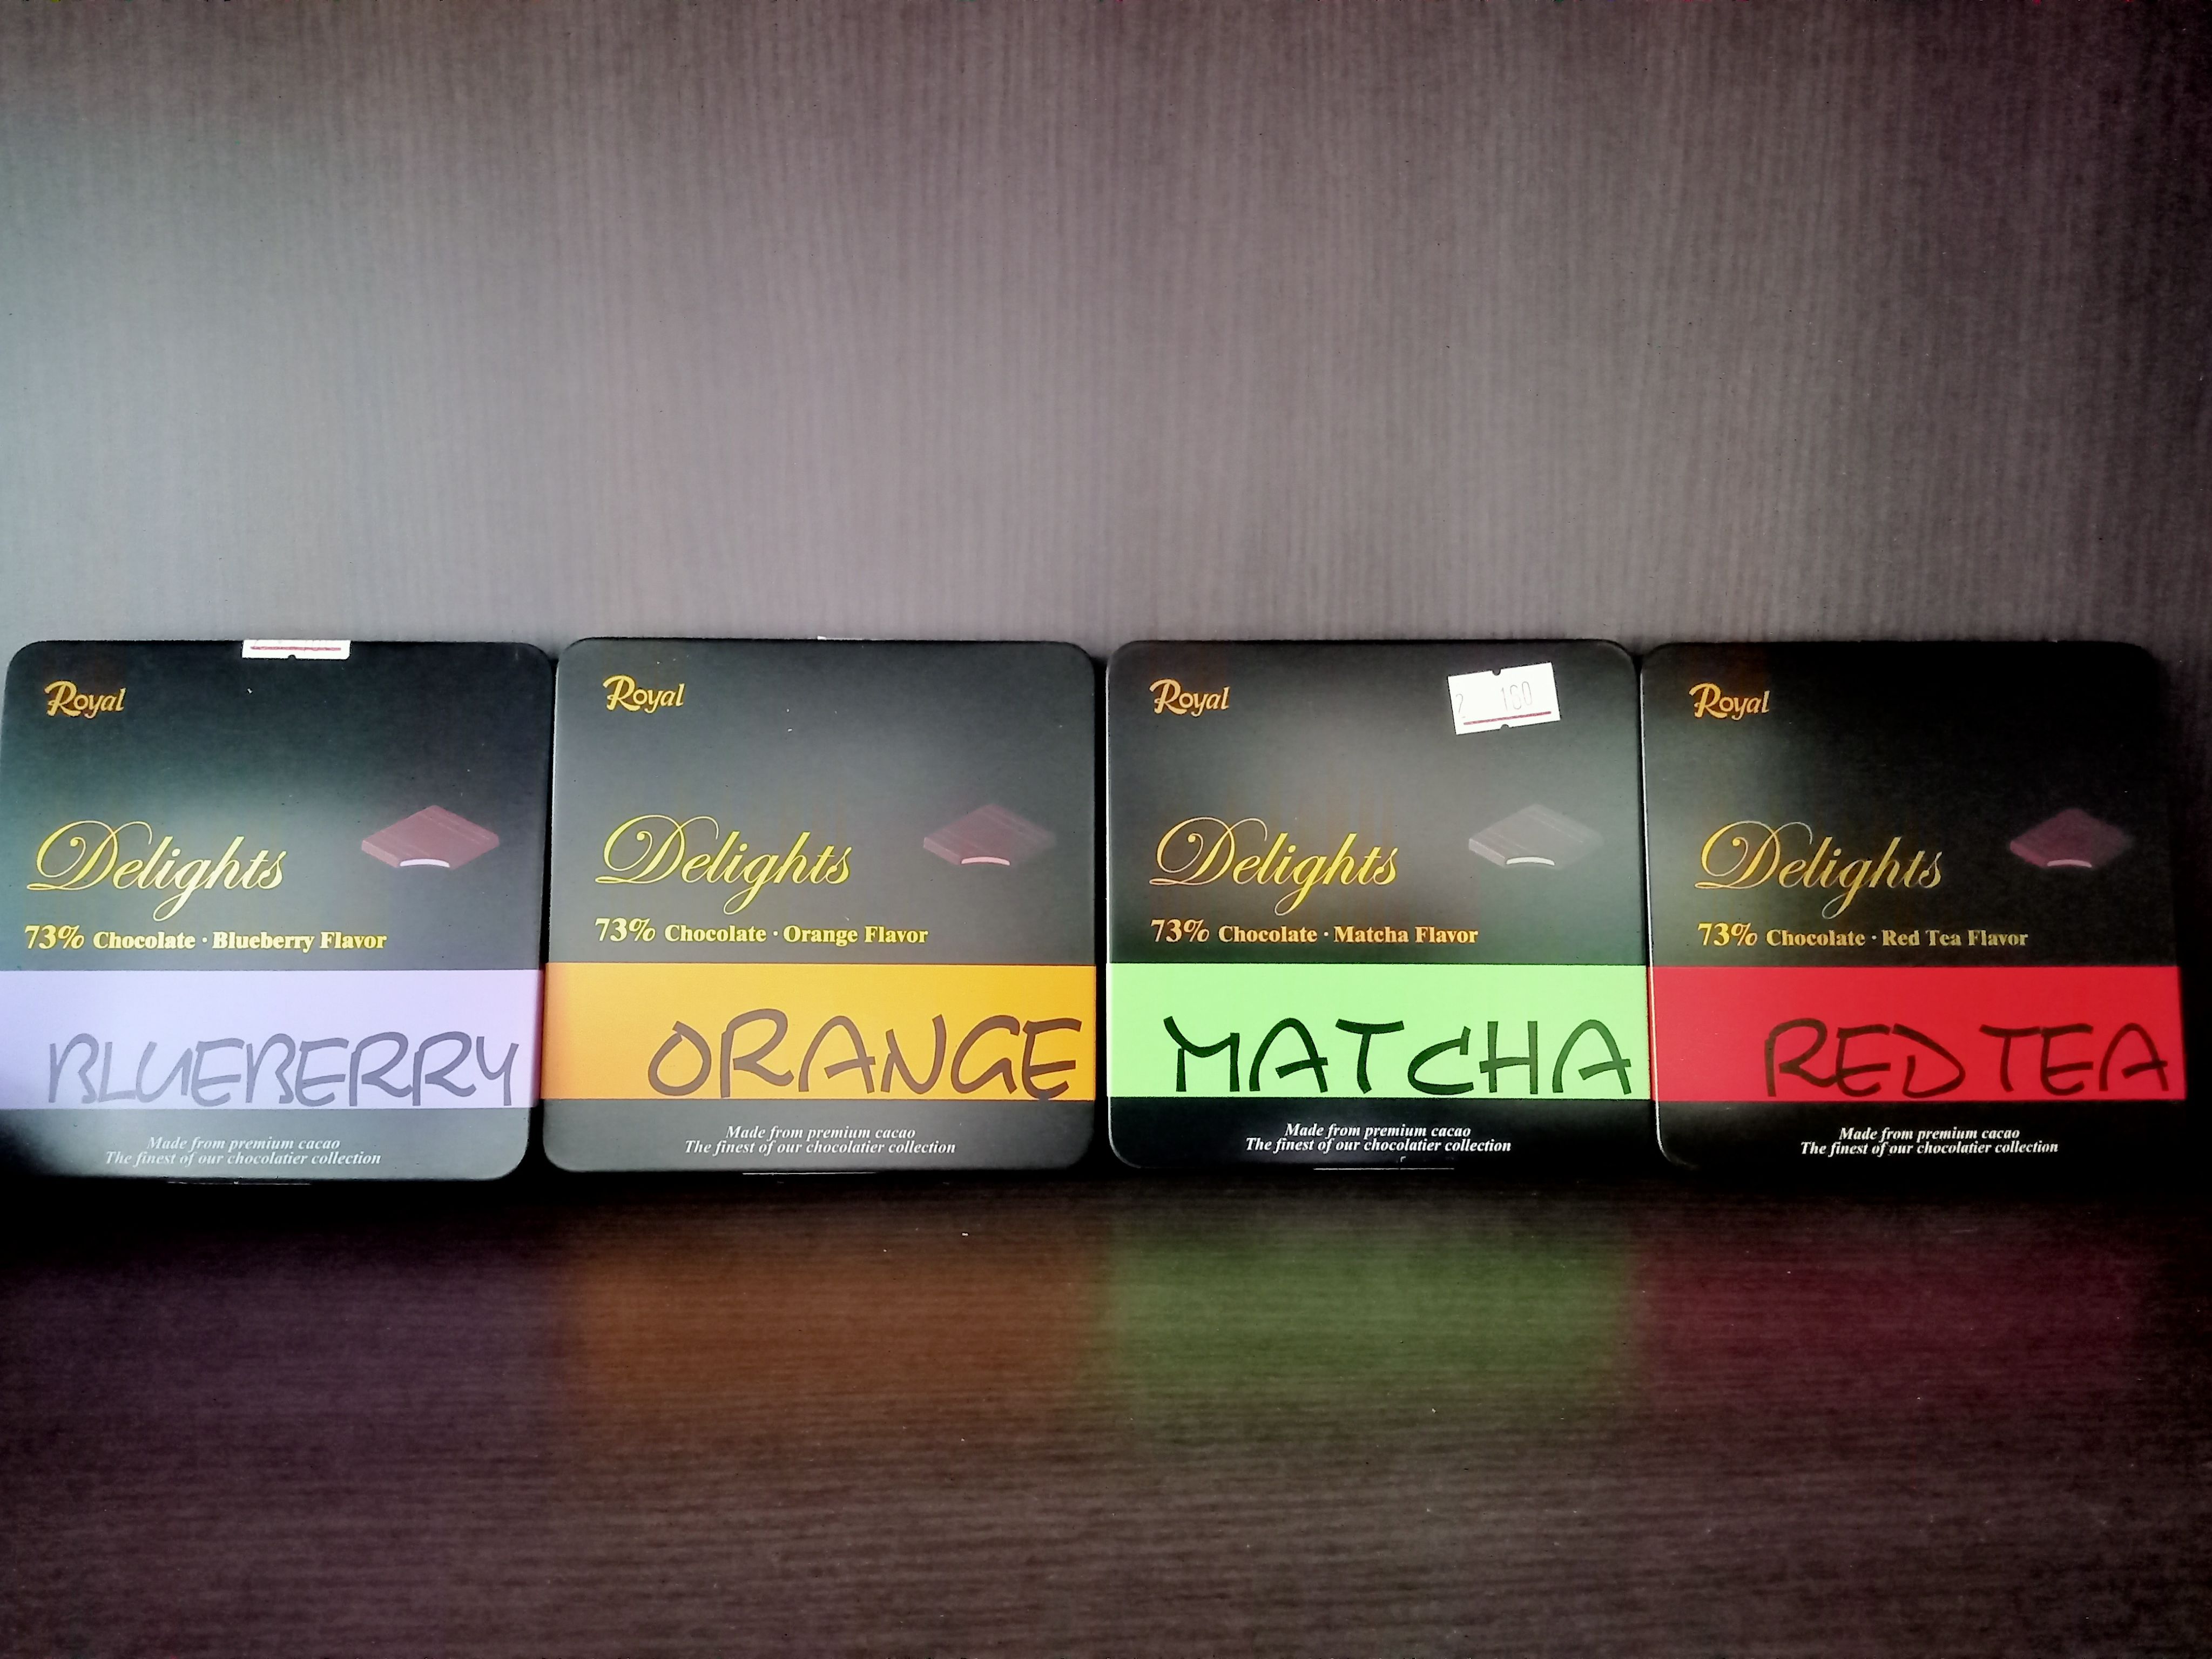 Royal
Delights
73% Chocolate · Blueberry Flavor
BLUEBERRY
Made from premium cacao
The finest of our chocolatier collection
Royal
Delights
73% Chocolate · Orange Flavor
ORANGE
Made from premium cacao
The finest of our chocolatier collection
Royal
Delights
73% Chocolate · Matcha Flavor
MATCHA
Made from premium cacao
The finest of our chocolatier collection
Royal
Delights
73% Chocolate · Red Tea Flavor
RED TEA
Made from premium cacao
The finest of our chocolatier collection